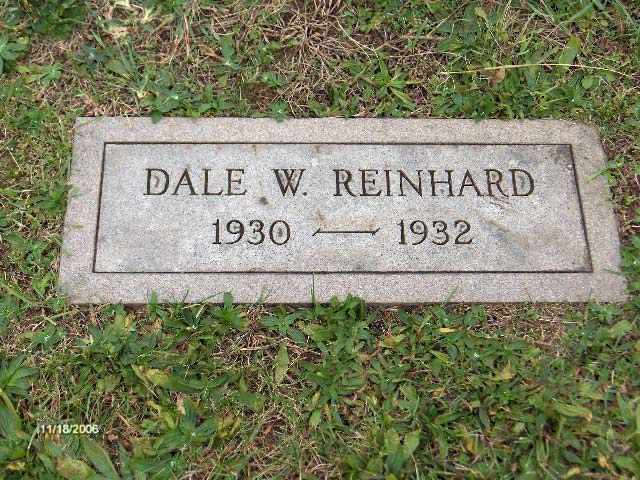 DALE W. REINHARD
1930 — 1932
11/18/2006